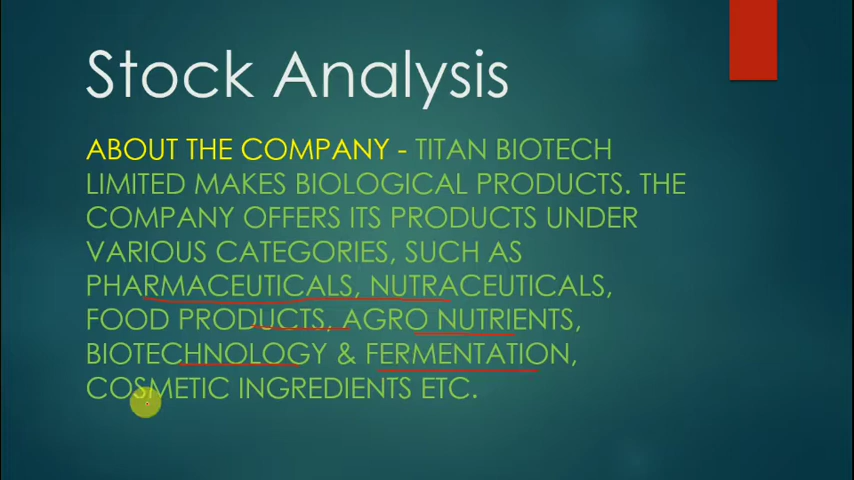 Stock Analysis
ABOUT THE COMPANY - TITAN BIOTECH
LIMITED MAKES BIOLOGICAL PRODUCTS. THE
COMPANY OFFERS ITS PRODUCTS UNDER
VARIOUS CATEGORIES, SUCH AS
PHARMACEUTICALS, NUTRACEUTICALS,
FOOD PRODUCTS, AGRO NUTRIENTS,
BIOTECHNOLOGY & FERMENTATION,
COSMETIC INGREDIENTS ETC.